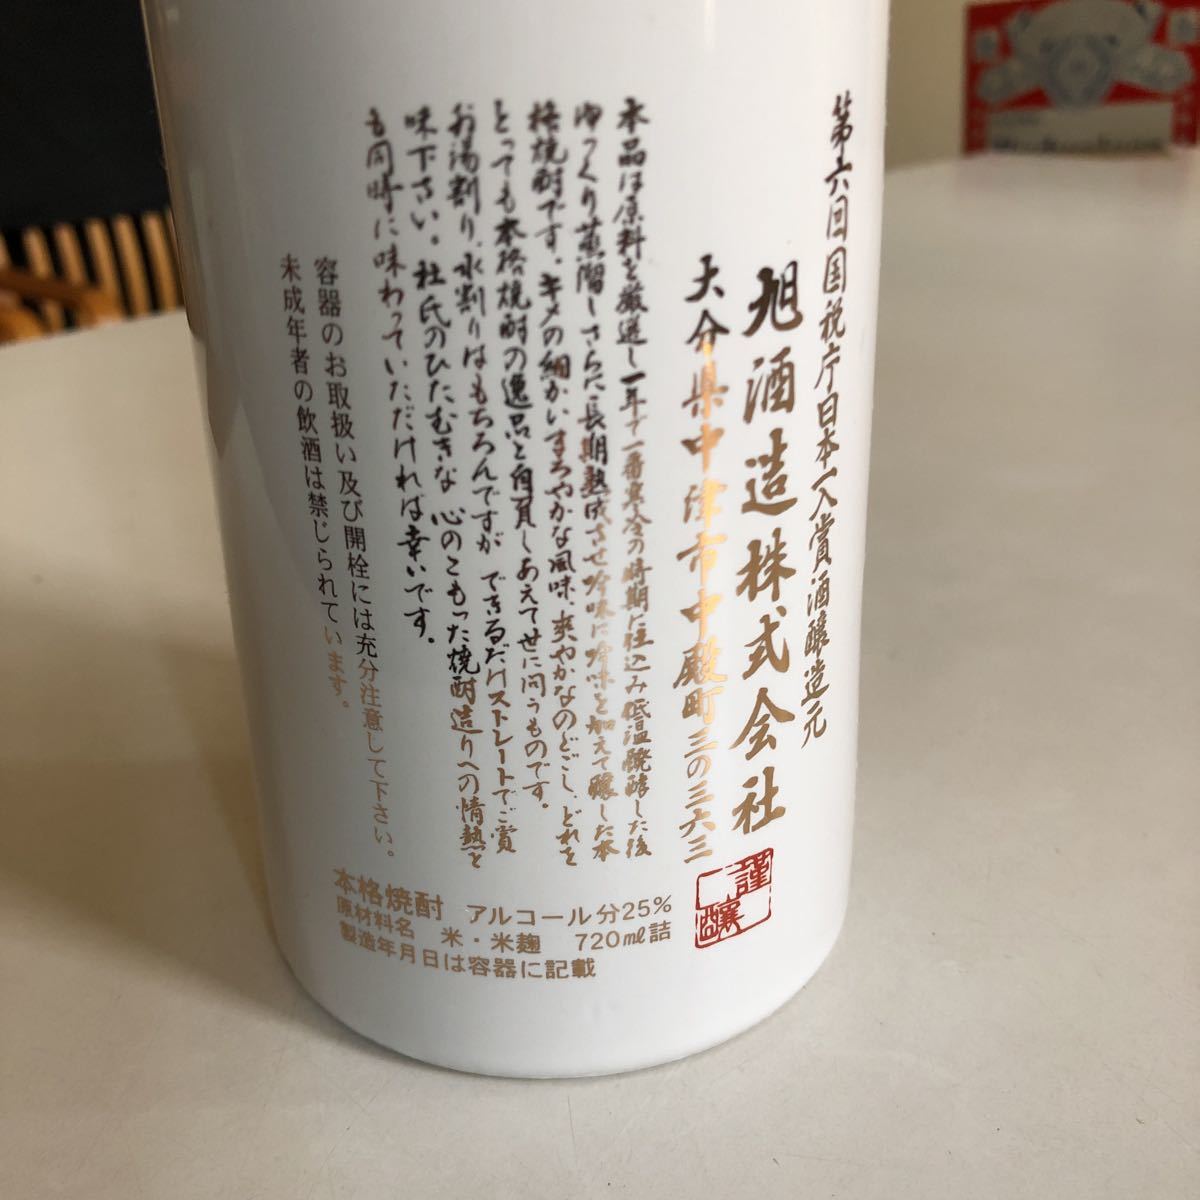 第六回国税庁日本一入賞酒醸造元
旭酒造株式会社
大分県中津市中殿町三の三六三
謹醸
本品は原料を厳選し一年で一番寒冷の時期に仕込み低温醗酵した後
ゆっくり蒸溜しさらに長期熟成させ吟味に吟味を加えて醸した本
格焼酎です。キメの細かいまろやかな風味、爽やかなのどごし、どれを
とっても本格焼酎の逸品と自負しあえて世に問うものです。
お湯割り、水割りはもちろんですができるだけストレートでご賞
味下さい。杜氏のひたむきな心のこもった焼酎造りへの情熱と
も同時に味わっていただければ幸いです。
容器のお取扱い及び開栓には充分注意して下さい。
未成年者の飲酒は禁じられています。
本格焼酎 アルコール分25%
原材料名 米・米麹 720ml詰
製造年月日は容器に記載